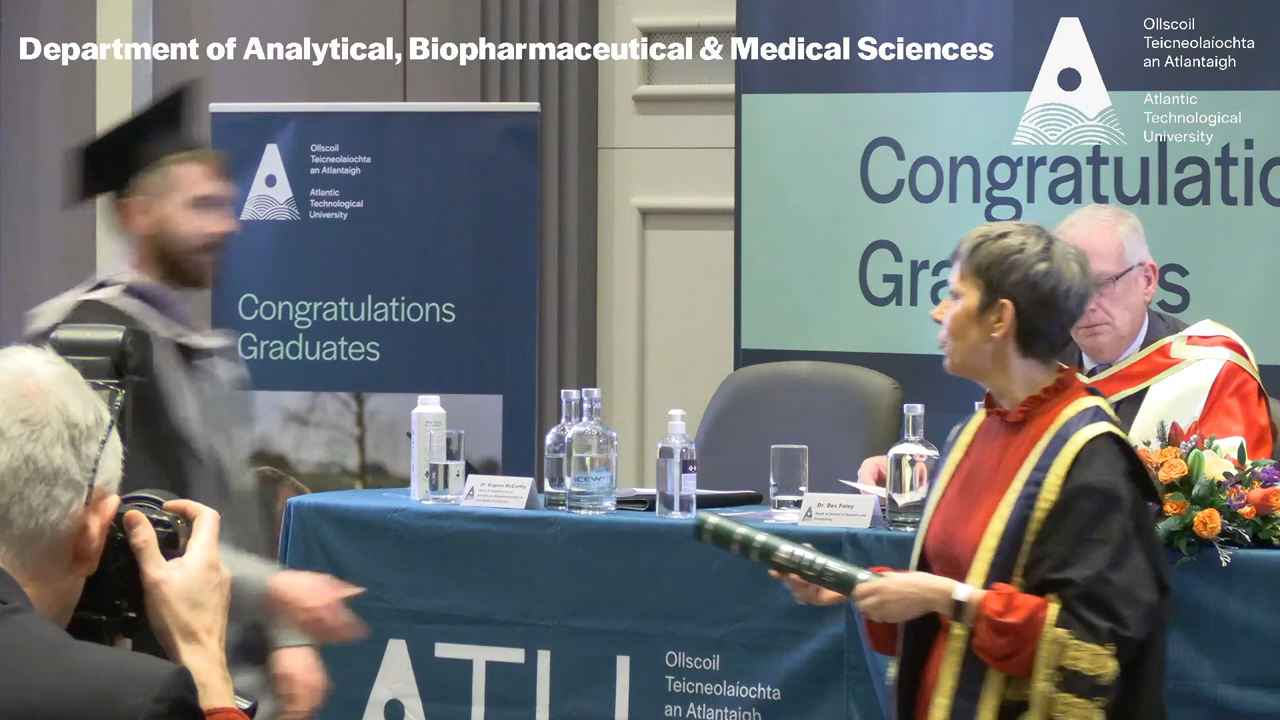 Department of Analytical, Biopharmaceutical & Medical Sciences
Ollscoil
Teicneolaíochta
an Atlantaigh
Atlantic
Technological
University
Ollscoil
Teicneolaíochta
an Atlantaigh
Atlantic
Technological
University
Congratulations
Graduates
Congratulatio
Gra
s
Dr. Eugene McCarthy
Dr. Des Foley
ATU
Ollscoil
Teicneolaíochta
an Atlantaigh